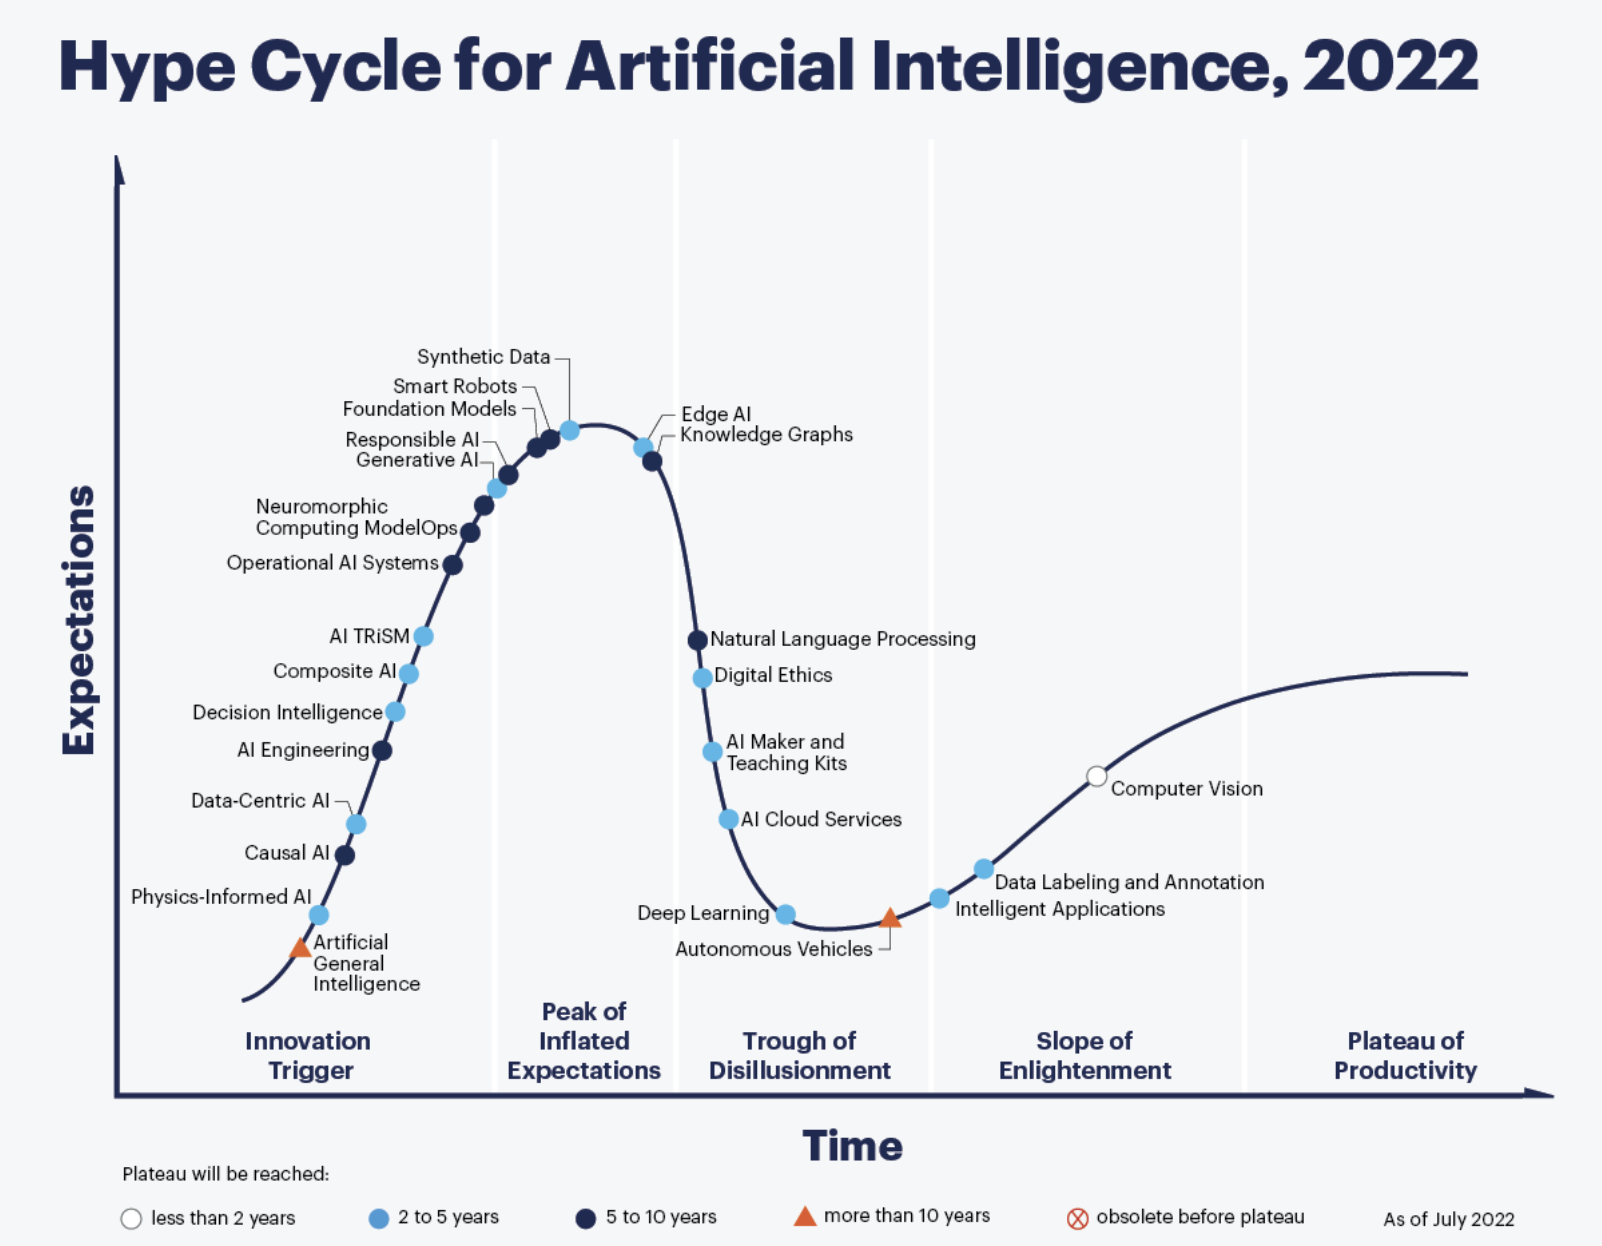 Hype Cycle for Artificial Intelligence, 2022
Expectations
Synthetic Data
Smart Robots
Foundation Models
Responsible AI
Generative AI
Neuromorphic
Computing ModelOps
Operational AI Systems
AI TRiSM
Composite AI
Decision Intelligence
AI Engineering
Data-Centric AI
Causal AI
Physics-Informed AI
Artificial
General
Intelligence
Edge AI
Knowledge Graphs
Natural Language Processing
Digital Ethics
AI Maker and
Teaching Kits
AI Cloud Services
Deep Learning
Autonomous Vehicles
Computer Vision
Data Labeling and Annotation
Intelligent Applications
Innovation
Trigger
Peak of
Inflated
Expectations
Trough of
Disillusionment
Slope of
Enlightenment
Plateau of
Productivity
Time
Plateau will be reached:
less than 2 years
2 to 5 years
5 to 10 years
more than 10 years
obsolete before plateau
As of July 2022